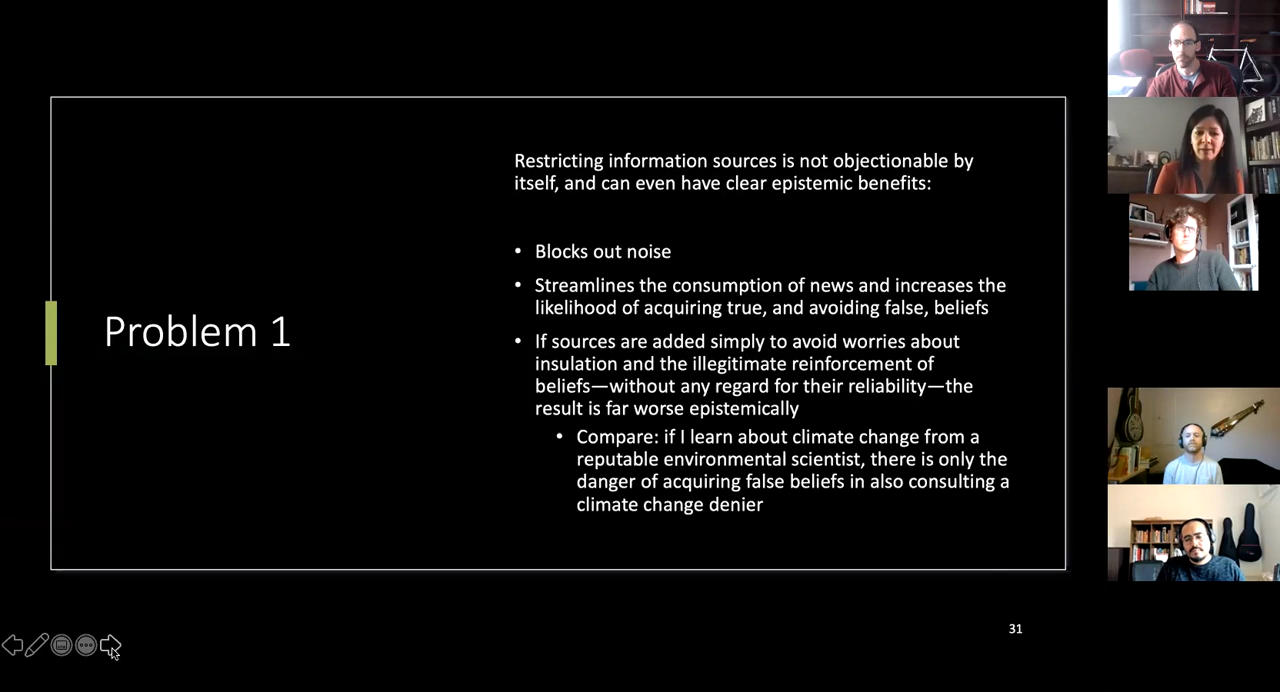 Problem 1
Restricting information sources is not objectionable by
itself, and can even have clear epistemic benefits:
• Blocks out noise
• Streamlines the consumption of news and increases the
likelihood of acquiring true, and avoiding false, beliefs
• If sources are added simply to avoid worries about
insulation and the illegitimate reinforcement of
beliefs—without any regard for their reliability—the
result is far worse epistemically
• Compare: if I learn about climate change from a
reputable environmental scientist, there is only the
danger of acquiring false beliefs in also consulting a
climate change denier
31